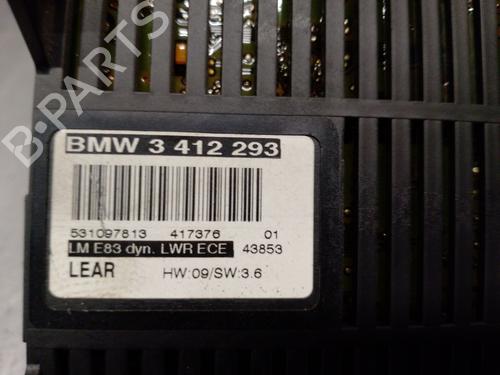 BMW 3 412 293
531097613 417376 01
LM E83 dyn. LWR ECE 43853
LEAR HW:09/SW:3.6
B-PARTS